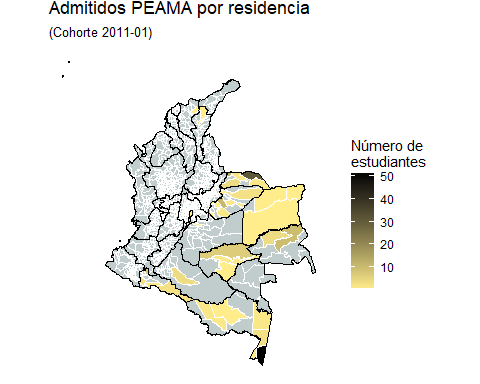 Admitidos PEAMA por residencia
(Cohorte 2011-01)
Número de
estudiantes
50
40
30
20
10